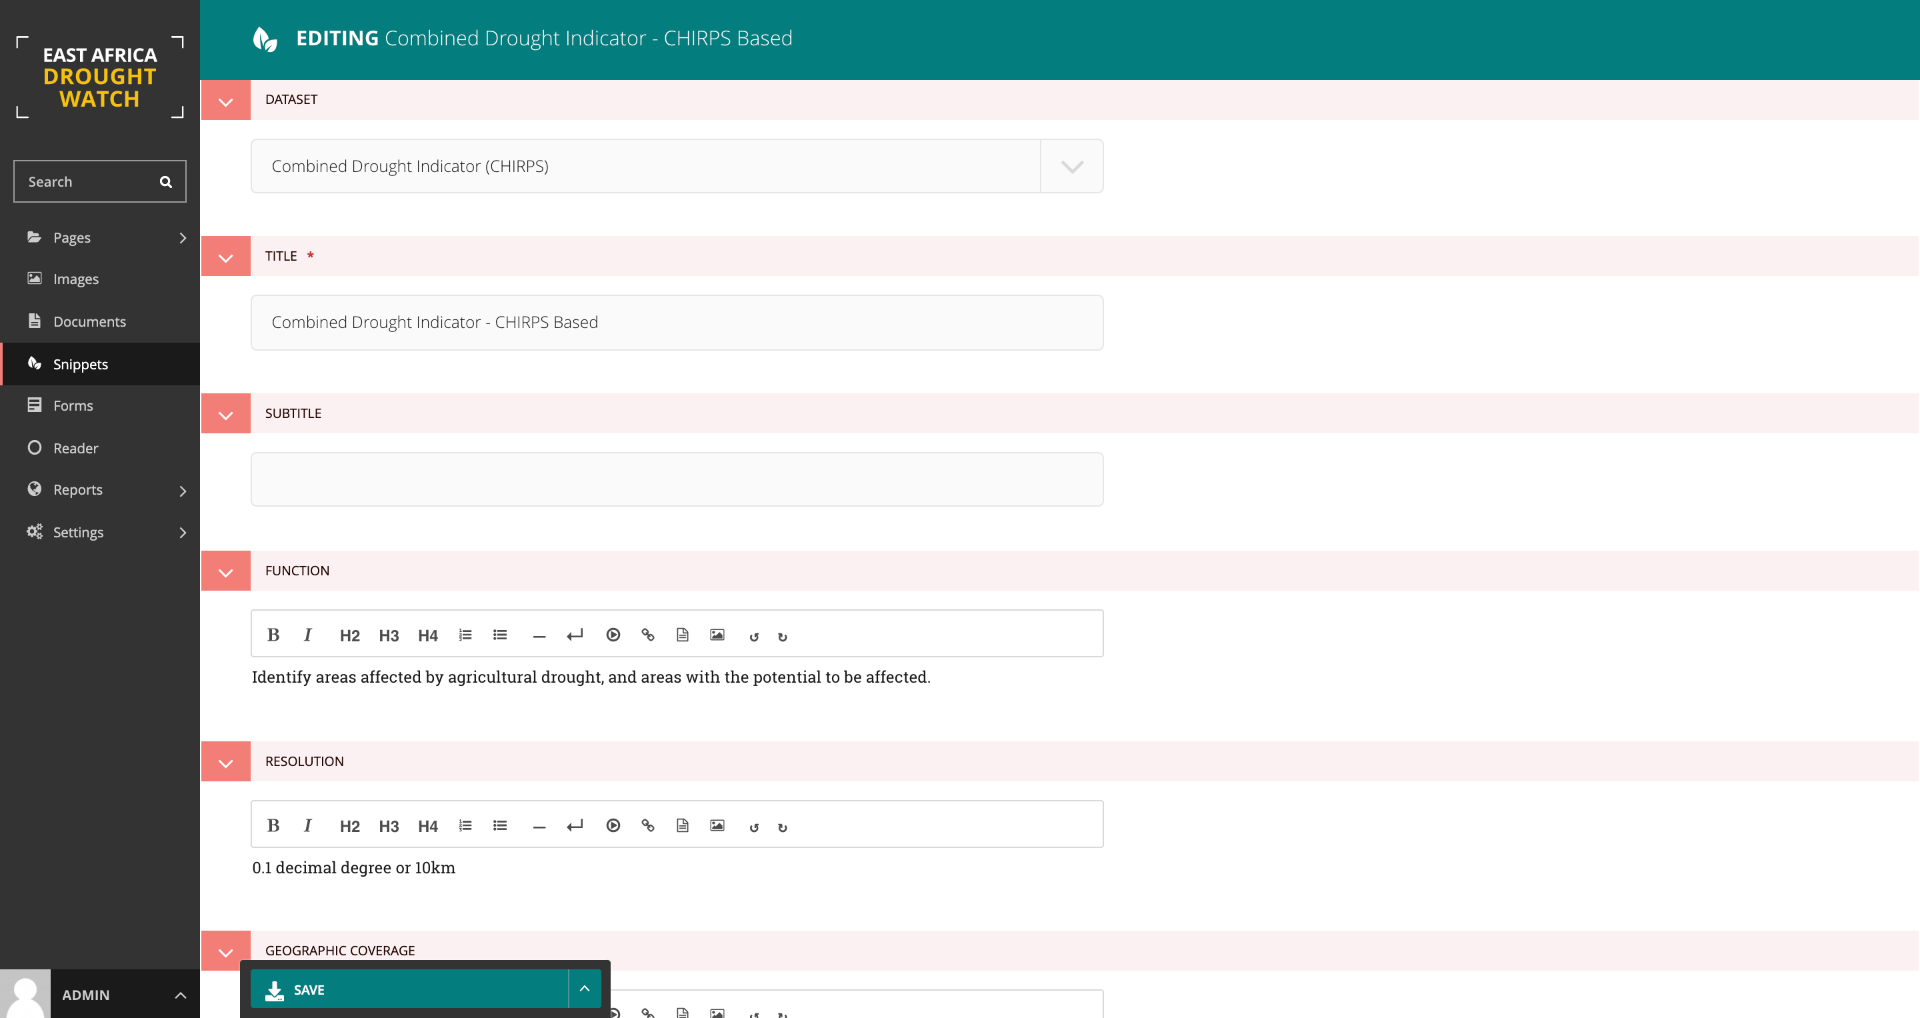 EAST AFRICA
DROUGHT
WATCH
Search
Pages
Images
Documents
Snippets
Forms
Reader
Reports
Settings
ADMIN
EDITING Combined Drought Indicator - CHIRPS Based
DATASET
Combined Drought Indicator (CHIRPS)
TITLE *
Combined Drought Indicator - CHIRPS Based
SUBTITLE
FUNCTION
B I H2 H3 H4
Identify areas affected by agricultural drought, and areas with the potential to be affected.
RESOLUTION
B I H2 H3 H4
0.1 decimal degree or 10km
GEOGRAPHIC COVERAGE
SAVE